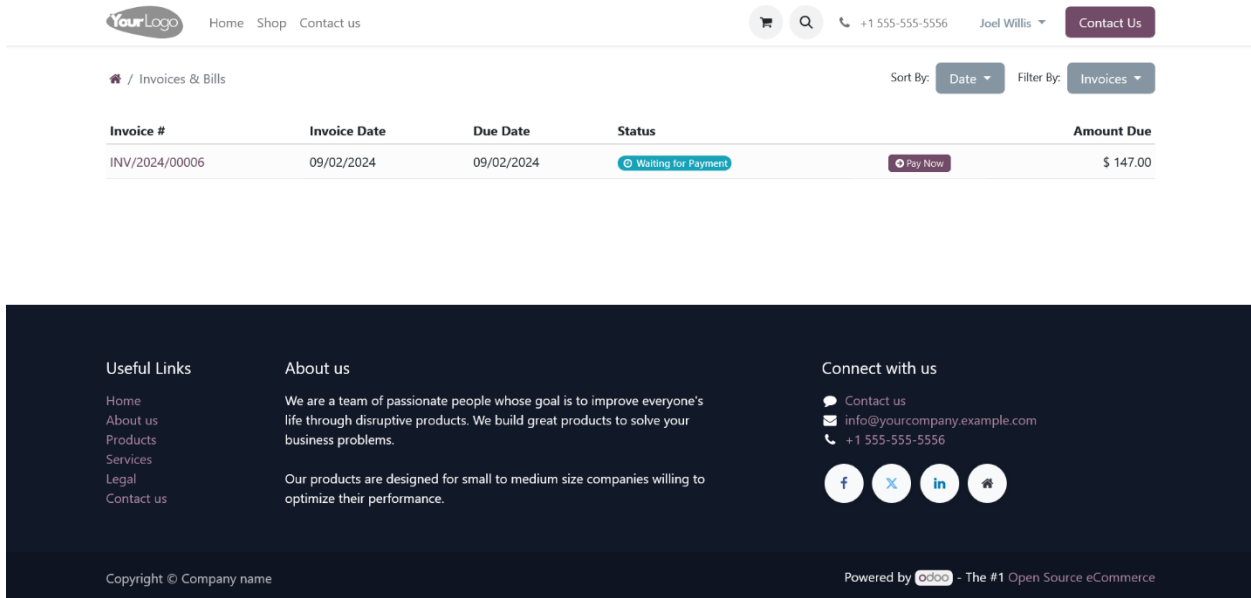 YourLogo Home Shop Contact us +1 555-555-5556 Joel Willis Contact Us
/ Invoices & Bills Sort By: Date Filter By: Invoices
Invoice # Invoice Date Due Date Status Amount Due
INV/2024/00006 09/02/2024 09/02/2024 Waiting for Payment Pay Now $ 147.00
Useful Links
Home
About us
Products
Services
Legal
Contact us
About us
We are a team of passionate people whose goal is to improve everyone's
life through disruptive products. We build great products to solve your
business problems.
Our products are designed for small to medium size companies willing to
optimize their performance.
Connect with us
Contact us
info@yourcompany.example.com
+1 555-555-5556
Copyright © Company name
Powered by odoo - The #1 Open Source eCommerce